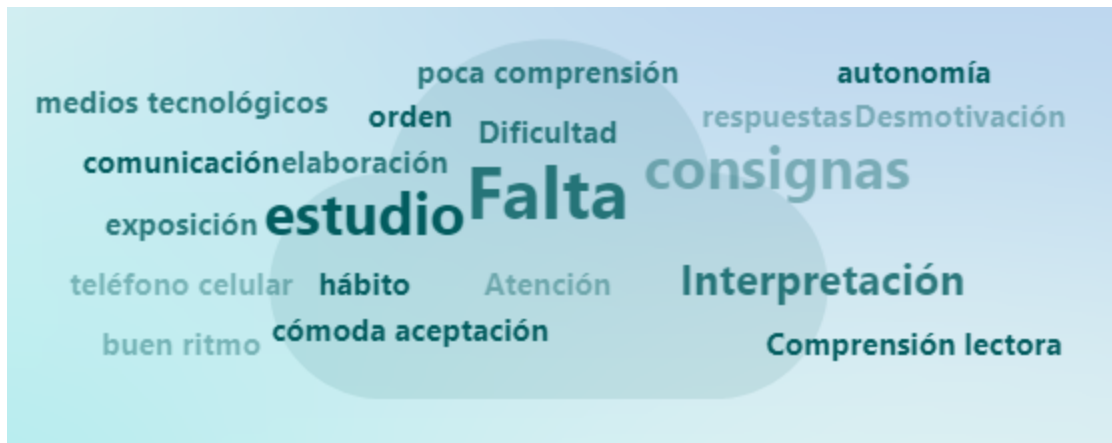 poca comprensión
autonomía
medios tecnológicos
orden
respuestas
Desmotivación
Dificultad
comunicación
elaboración
consignas
Falta
exposición
estudio
teléfono celular
hábito
Atención
Interpretación
buen ritmo
cómoda aceptación
Comprensión lectora